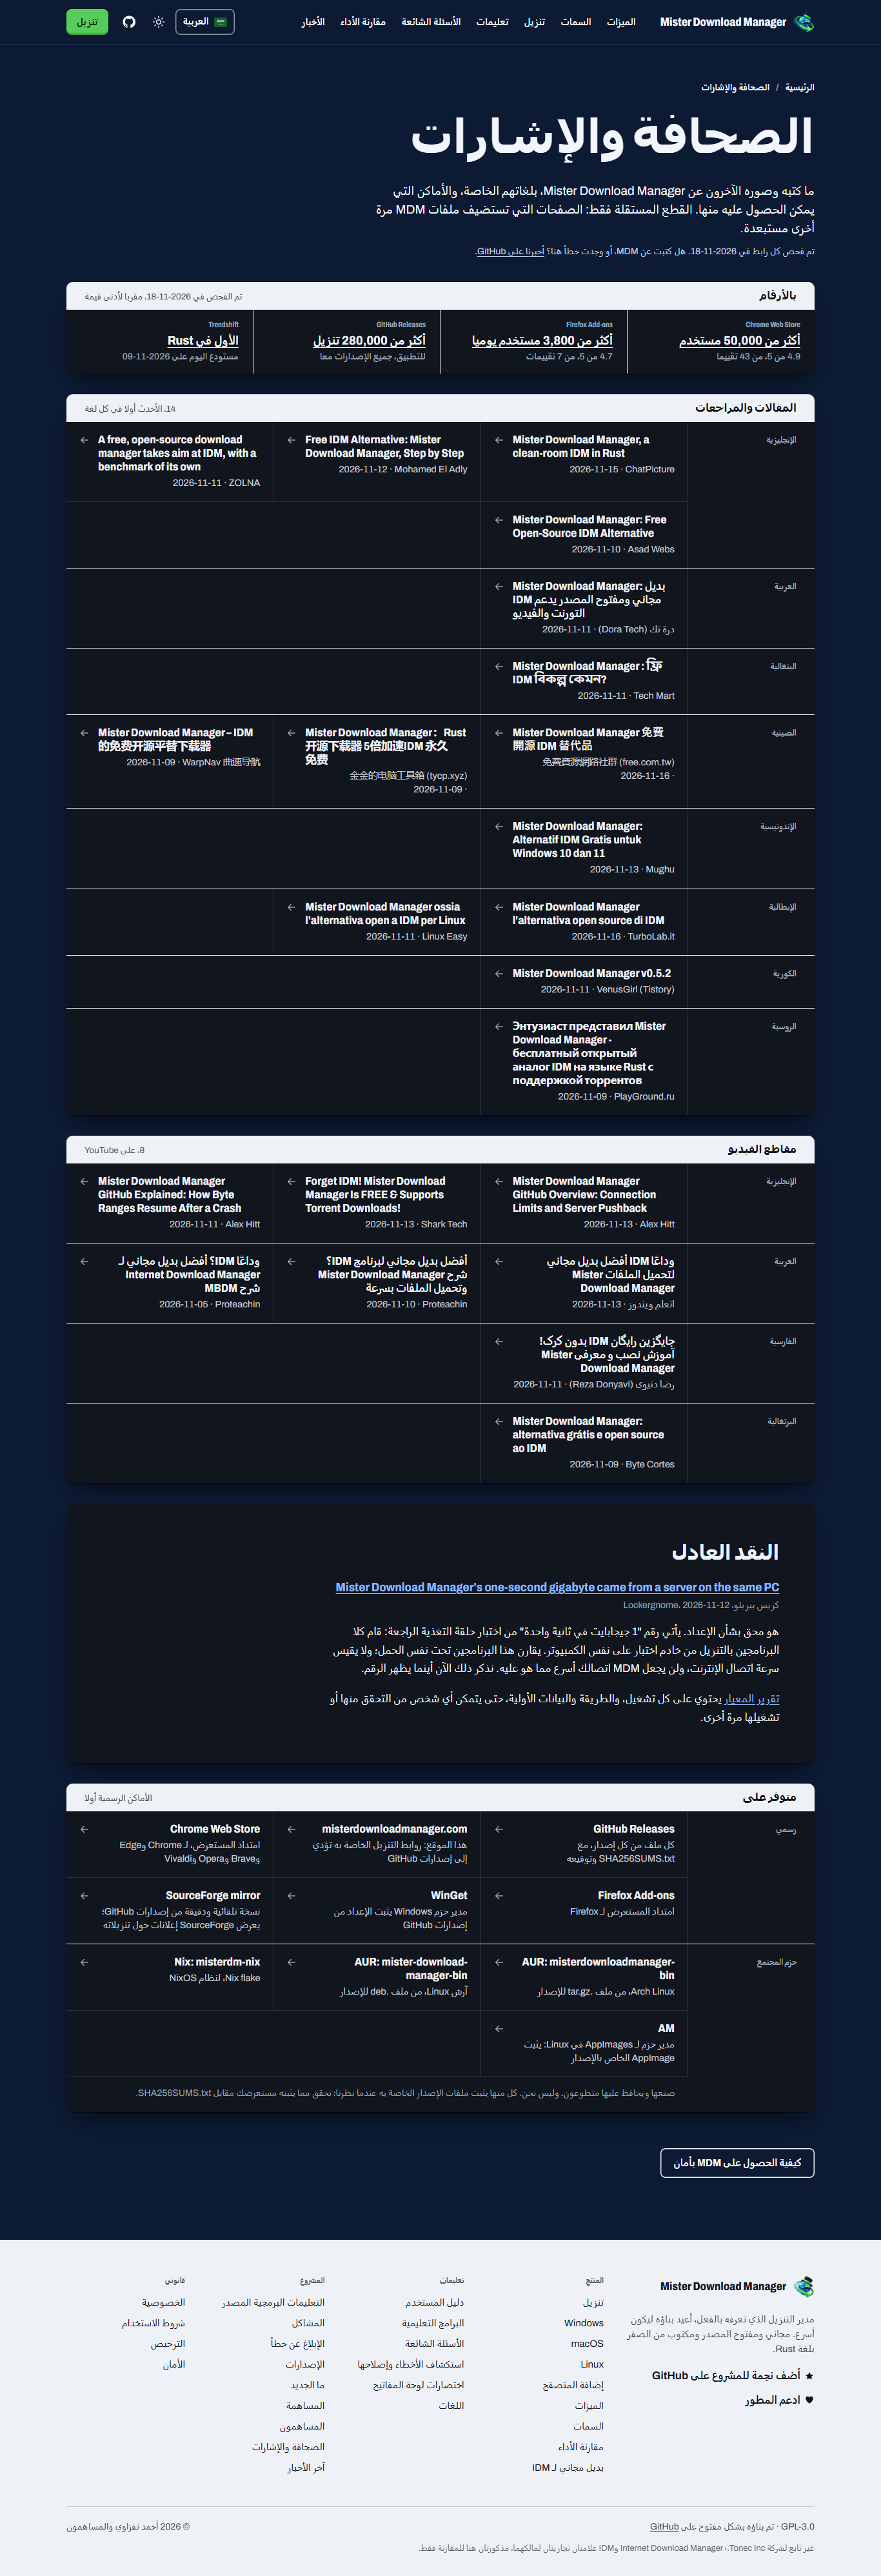 Mister Download Manager
الميزات
السمات
تنزيل
تعليمات
الأسئلة الشائعة
مقارنة الأداء
الأخبار
العربية
تنزيل
الرئيسية / الصحافة والإشارات
الصحافة والإشارات
ما كتبه وصوره الآخرون عن Mister Download Manager، بلغاتهم الخاصة، والأماكن التي
يمكن الحصول عليه منها. القطع المستقلة فقط: الصفحات التي تستضيف ملفات MDM مرة
أخرى مستبعدة.
تم فحص كل رابط في 2026-11-18. هل كتبت عن MDM، أو وجدت خطأ هنا؟ أخبرنا على GitHub.
بالأرقام
تم الفحص في 2026-11-18، مقربا لأدنى قيمة
Chrome Web Store
أكثر من 50,000 مستخدم
4.9 من 5، من 43 تقييما
Firefox Add-ons
أكثر من 3,800 مستخدم يوميا
4.7 من 5، من 7 تقييمات
GitHub Releases
أكثر من 280,000 تنزيل
للتطبيق، جميع الإصدارات معا
Trendshift
الأول في Rust
مستودع اليوم على 2026-11-09
المقالات والمراجعات
14، الأحدث أولا في كل لغة
الإنجليزية
Mister Download Manager, a
clean-room IDM in Rust
ChatPicture · 2026-11-15
Free IDM Alternative: Mister
Download Manager, Step by Step
Mohamed El Adly · 2026-11-12
A free, open-source download
manager takes aim at IDM, with a
benchmark of its own
ZOLNA · 2026-11-11
Mister Download Manager: Free
Open-Source IDM Alternative
Asad Webs · 2026-11-10
العربية
Mister Download Manager: بديل
IDM مجاني ومفتوح المصدر يدعم
التورنت والفيديو
درة تك (Dora Tech) · 2026-11-11
البنغالية
Mister Download Manager : ফ্রি
IDM বিকল্প কেমন?
Tech Mart · 2026-11-11
الصينية
Mister Download Manager 免費
開源 IDM 替代品
免費資源網路社群 (free.com.tw)
· 2026-11-16
Mister Download Manager： Rust
开源下载器 5倍加速IDM 永久
免费
金金的电脑工具箱 (tycp.xyz)
· 2026-11-09
Mister Download Manager – IDM
的免费开源平替下载器
WarpNav 曲速导航 · 2026-11-09
الإندونيسية
Mister Download Manager:
Alternatif IDM Gratis untuk
Windows 10 dan 11
Mughu · 2026-11-13
الإيطالية
Mister Download Manager
l'alternativa open source di IDM
TurboLab.it · 2026-11-16
Mister Download Manager ossia
l'alternativa open a IDM per Linux
Linux Easy · 2026-11-11
الكورية
Mister Download Manager v0.5.2
VenusGirl (Tistory) · 2026-11-11
الروسية
Энтузиаст представил Mister
Download Manager -
бесплатный открытый
аналог IDM на языке Rust с
поддержкой торрентов
PlayGround.ru · 2026-11-09
مقاطع الفيديو
8، على YouTube
الإنجليزية
Mister Download Manager
GitHub Overview: Connection
Limits and Server Pushback
Alex Hitt · 2026-11-13
Forget IDM! Mister Download
Manager Is FREE & Supports
Torrent Downloads!
Shark Tech · 2026-11-13
Mister Download Manager
GitHub Explained: How Byte
Ranges Resume After a Crash
Alex Hitt · 2026-11-11
العربية
وداعًا IDM أفضل بديل مجاني
لتحميل الملفات Mister
Download Manager
اتعلم ويندوز · 2026-11-13
أفضل بديل مجاني لبرنامج IDM؟
شرح Mister Download Manager
وتحميل الملفات بسرعة
Proteachin · 2026-11-10
وداعًا IDM؟ أفضل بديل مجاني لـ
Internet Download Manager
شرح MBDM
Proteachin · 2026-11-05
الفارسية
جایگزین رایگان IDM بدون کرک!
آموزش نصب و معرفی Mister
Download Manager
رضا دنیوی (Reza Donyavi) · 2026-11-11
البرتغالية
Mister Download Manager:
alternativa grátis e open source
ao IDM
Byte Cortes · 2026-11-09
النقد العادل
Mister Download Manager's one-second gigabyte came from a server on the same PC
كريس بيريلو، Lockergnome، 2026-11-12
هو محق بشأن الإعداد. يأتي رقم "1 جيجابايت في ثانية واحدة" من اختبار حلقة التغذية الراجعة: قام كلا
البرنامجين بالتنزيل من خادم اختبار على نفس الكمبيوتر. يقارن هذا البرنامجين تحت نفس الحمل؛ ولا يقيس
سرعة اتصال الإنترنت، ولن يجعل MDM اتصالك أسرع مما هو عليه. نذكر ذلك الآن أينما يظهر الرقم.
تقرير المعيار يحتوي على كل تشغيل، والطريقة والبيانات الأولية، حتى يتمكن أي شخص من التحقق منها أو
تشغيلها مرة أخرى.
متوفر على
الأماكن الرسمية أولا
رسمي
GitHub Releases
كل ملف من كل إصدار، مع
SHA256SUMS.txt وتوقيعه
misterdownloadmanager.com
هذا الموقع: روابط التنزيل الخاصة به تؤدي
إلى إصدارات GitHub
Chrome Web Store
امتداد المستعرض، لـ Chrome وEdge
وBrave وOpera وVivaldi
Firefox Add-ons
امتداد المستعرض لـ Firefox
WinGet
مدير حزم Windows يثبت الإعداد من
إصدارات GitHub
SourceForge mirror
نسخة تلقائية ودقيقة من إصدارات GitHub؛
يعرض SourceForge إعلانات حول تنزيلاته
حزم المجتمع
AUR: misterdownloadmanager-
bin
Arch Linux، من ملف .tar.gz للإصدار
AUR: mister-download-
manager-bin
آرش Linux، من ملف .deb للإصدار
Nix: misterdm-nix
Nix flake، لنظام NixOS
AM
مدير حزم لـ AppImages في Linux: يثبت
AppImage الخاص بالإصدار
صنعها ويحافظ عليها متطوعون، وليس نحن. كل منها يثبت ملفات الإصدار الخاصة به عندما نظرنا؛ تحقق مما يثبته مستعرضك مقابل SHA256SUMS.txt.
كيفية الحصول على MDM بأمان
Mister Download Manager
مدير التنزيل الذي تعرفه بالفعل، أعيد بناؤه ليكون
أسرع. مجاني ومفتوح المصدر ومكتوب من الصفر
بلغة Rust.
أضف نجمة للمشروع على GitHub
ادعم المطور
المنتج
تنزيل
Windows
macOS
Linux
إضافة المتصفح
الميزات
السمات
مقارنة الأداء
بديل مجاني لـ IDM
تعليمات
دليل المستخدم
البرامج التعليمية
الأسئلة الشائعة
استكشاف الأخطاء وإصلاحها
اختصارات لوحة المفاتيح
اللغات
المشروع
التعليمات البرمجية المصدر
المشاكل
الإبلاغ عن خطأ
الإصدارات
ما الجديد
المساهمة
المساهمون
الصحافة والإشارات
آخر الأخبار
قانوني
الخصوصية
شروط الاستخدام
الترخيص
الأمان
GPL-3.0 · تم بناؤه بشكل مفتوح على GitHub
© 2026 أحمد نفزاوي والمساهمون
غير تابع لشركة Tonec Inc.؛ Internet Download Manager وIDM علامتان تجاريتان لمالكهما، مذكورتان هنا للمقارنة فقط.